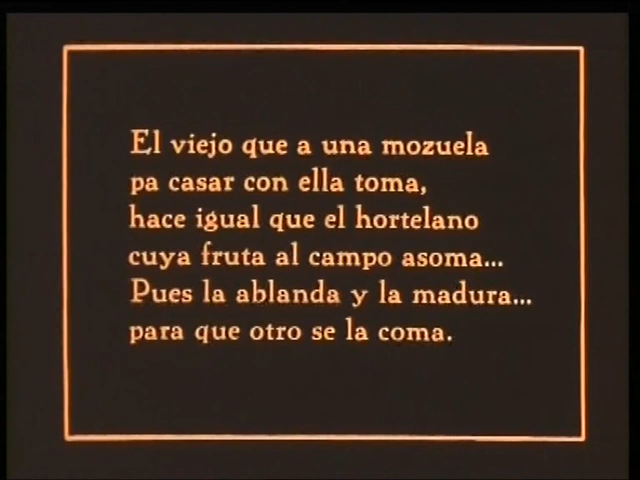 El viejo que a una mozuela
pa casar con ella toma,
hace igual que el hortelano
cuya fruta al campo asoma...
Pues la ablanda y la madura...
para que otro se la coma.